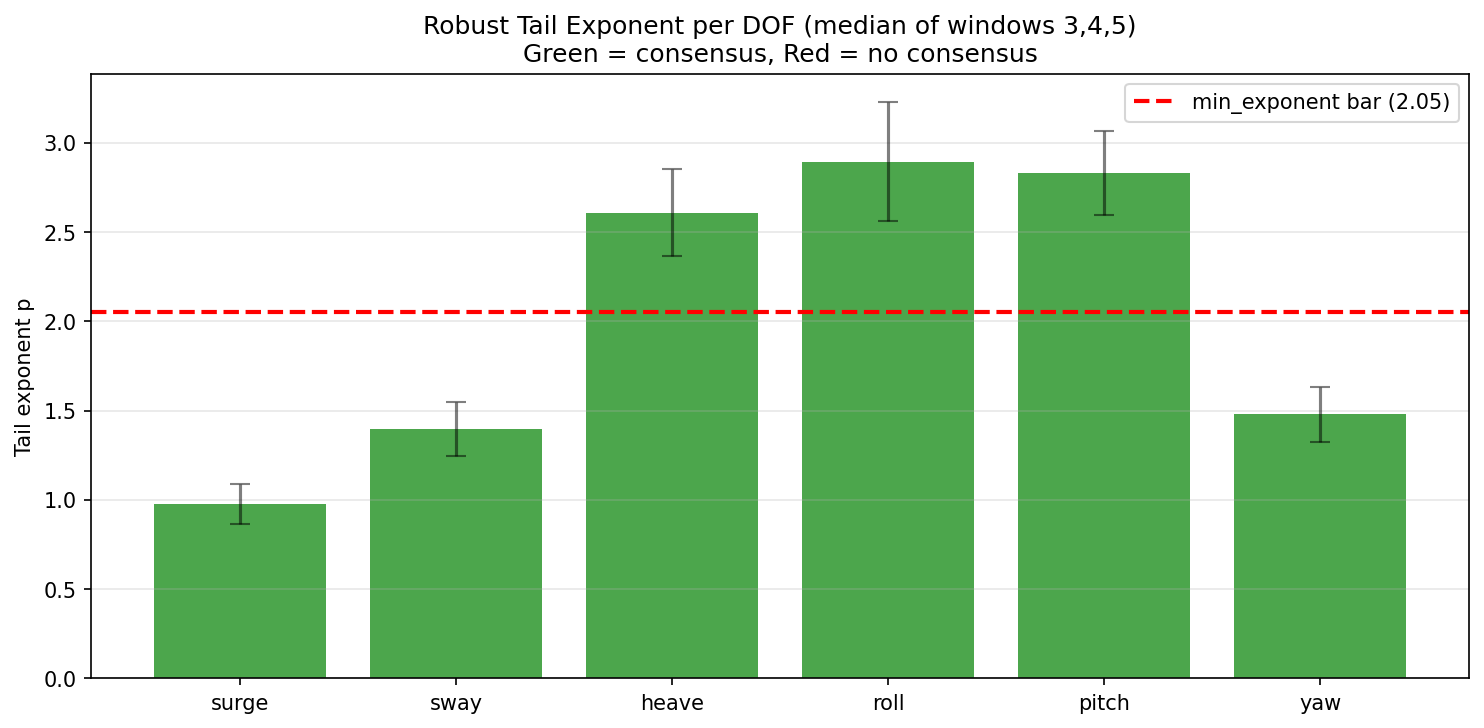 Robust Tail Exponent per DOF (median of windows 3,4,5)
Green = consensus, Red = no consensus
min_exponent bar (2.05)
Tail exponent p
3.0
2.5
2.0
1.5
1.0
0.5
0.0
surge sway heave roll pitch yaw